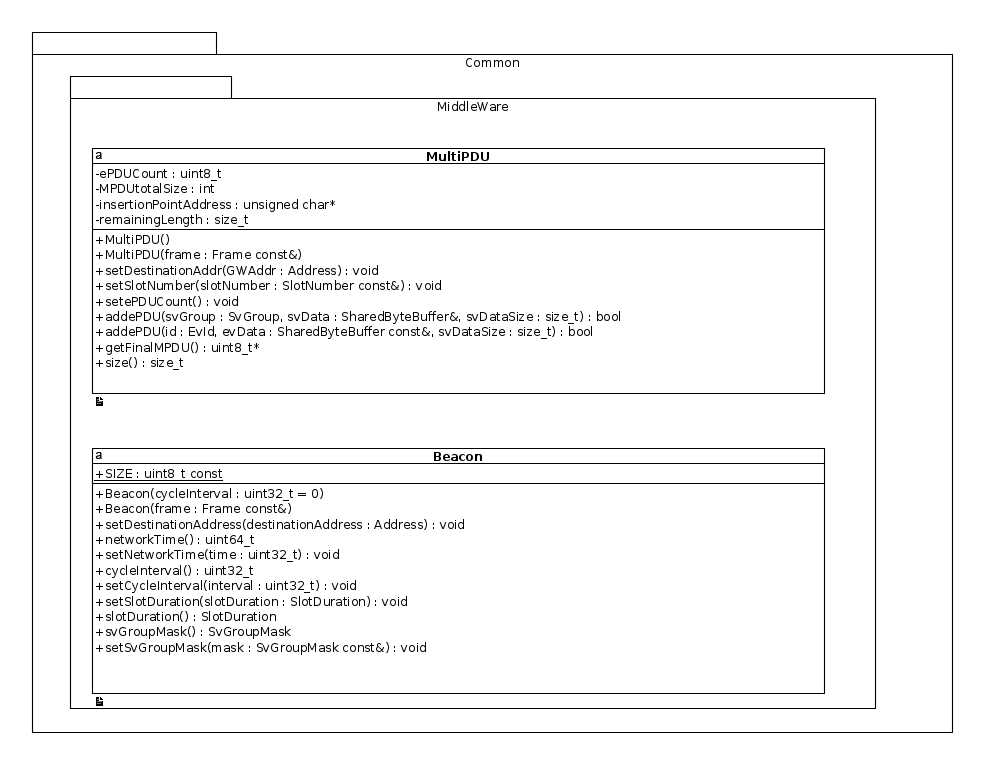 Common
MiddleWare
a
MultiPDU
-ePDUCount : uint8_t
-MPDUtotalSize : int
-insertionPointAddress : unsigned char*
-remainingLength : size_t
+MultiPDU()
+MultiPDU(frame : Frame const&)
+setDestinationAddr(GWAddr : Address) : void
+setSlotNumber(slotNumber : SlotNumber const&) : void
+setePDUCount() : void
+addePDU(svGroup : SvGroup, svData : SharedByteBuffer&, svDataSize : size_t) : bool
+addePDU(id : EvId, evData : SharedByteBuffer const&, svDataSize : size_t) : bool
+getFinalMPDU() : uint8_t*
+size() : size_t
a
Beacon
+SIZE : uint8_t const
+Beacon(cycleInterval : uint32_t = 0)
+Beacon(frame : Frame const&)
+setDestinationAddress(destinationAddress : Address) : void
+networkTime() : uint64_t
+setNetworkTime(time : uint32_t) : void
+cycleInterval() : uint32_t
+setCycleInterval(interval : uint32_t) : void
+setSlotDuration(slotDuration : SlotDuration) : void
+slotDuration() : SlotDuration
+svGroupMask() : SvGroupMask
+setSvGroupMask(mask : SvGroupMask const&) : void